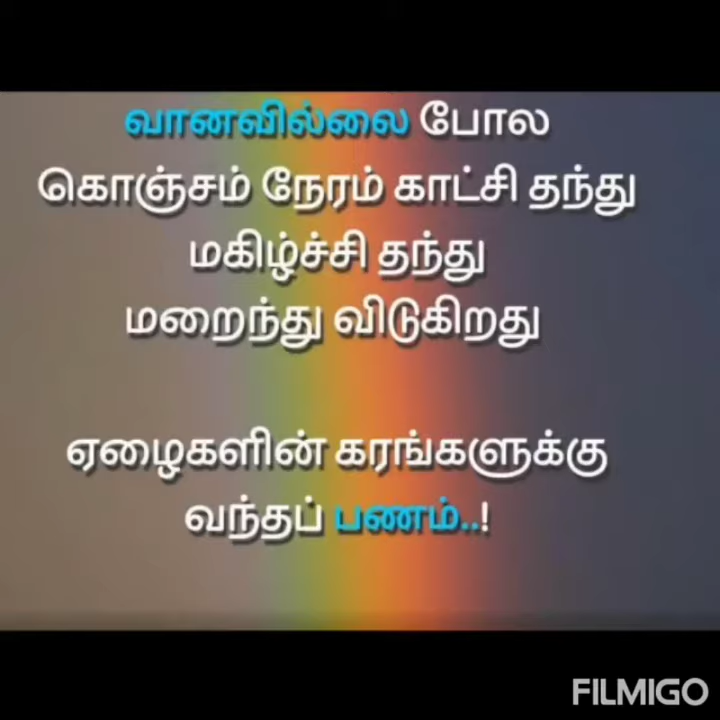 வானவில்லை போல
கொஞ்சம் நேரம் காட்சி தந்து
மகிழ்ச்சி தந்து
மறைந்து விடுகிறது
ஏழைகளின் கரங்களுக்கு
வந்தப் பணம்..!
FILMIGO